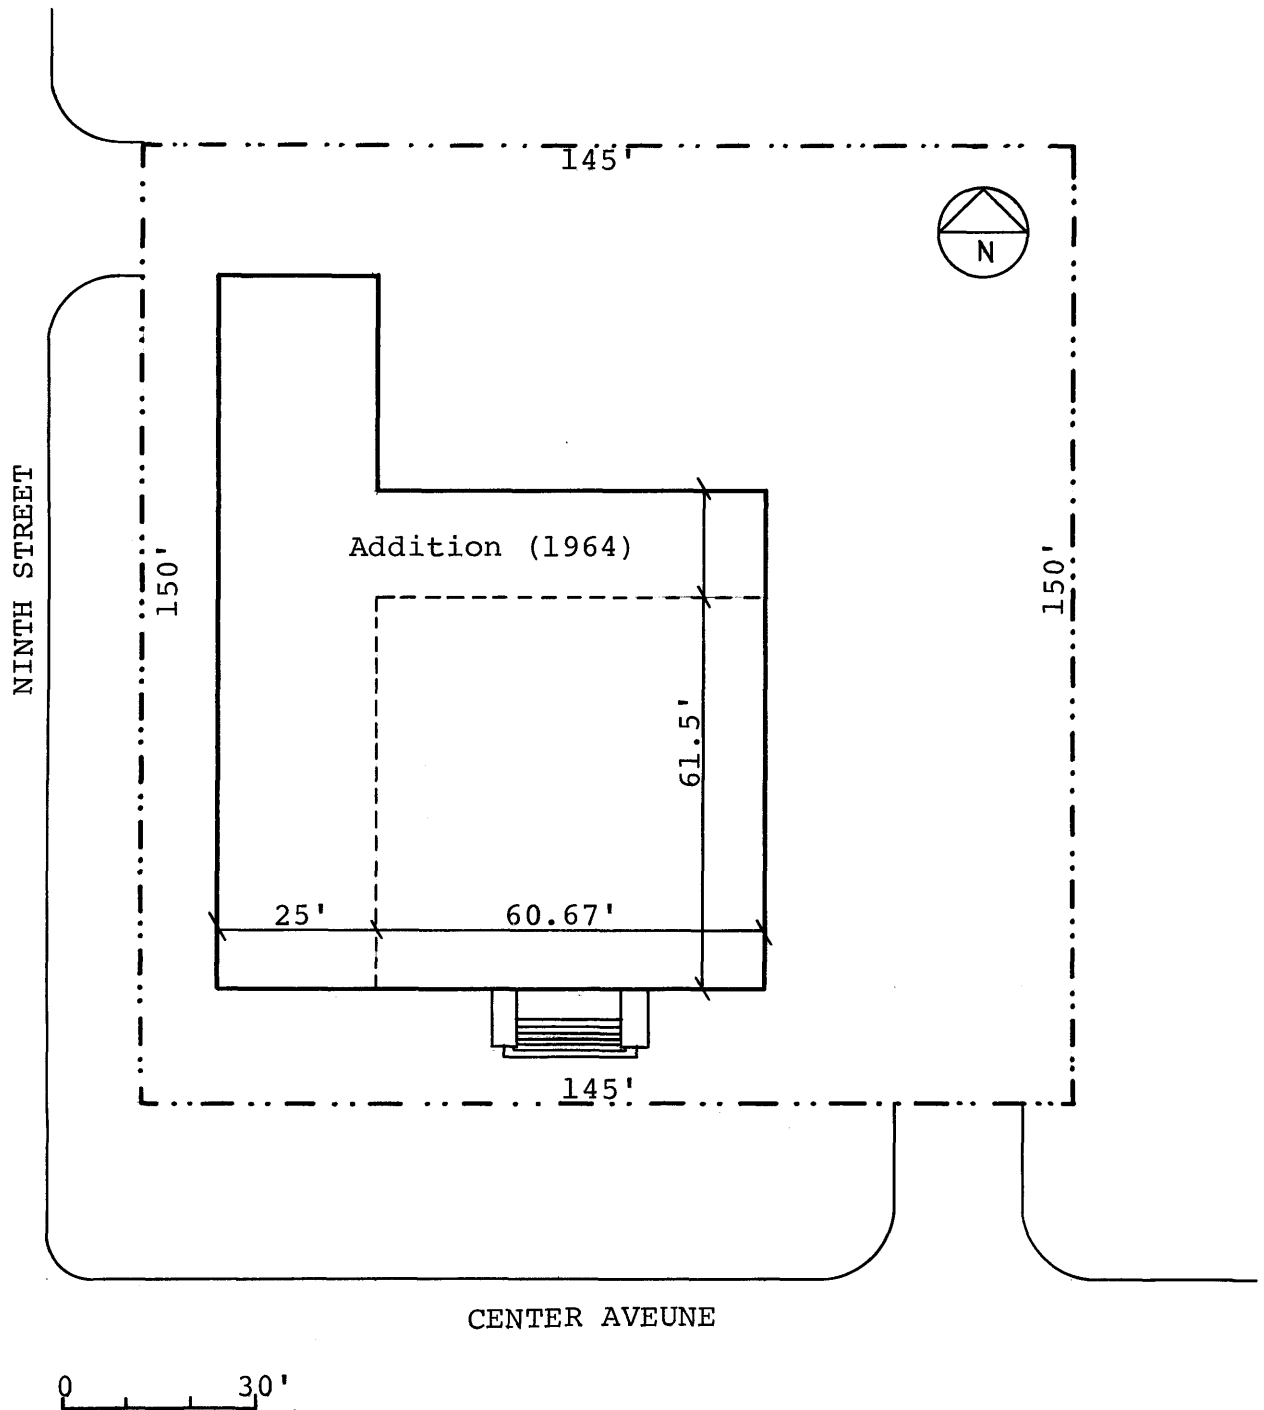 145'
N
NINTH STREET
150'
Addition (1964)
150'
61.5'
25'
60.67'
145'
CENTER AVEUNE
0 30'